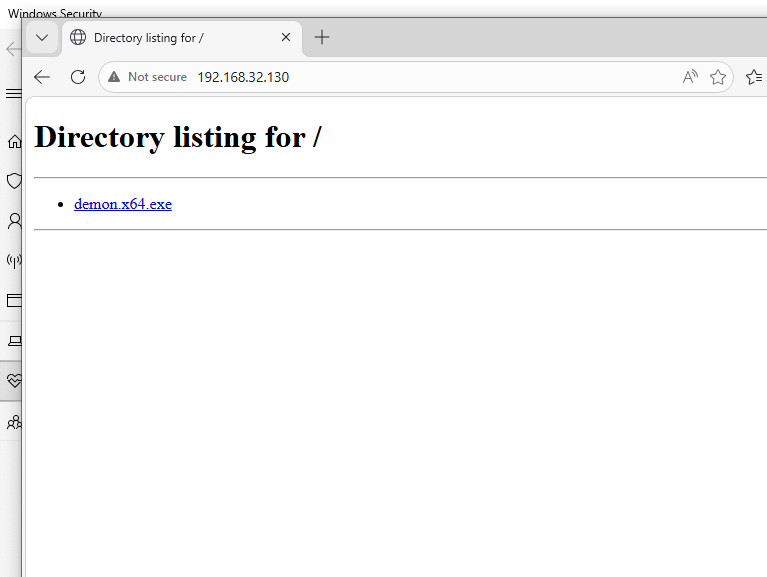 Windows Security
Directory listing for /
Not secure 192.168.32.130
Directory listing for /
demon.x64.exe